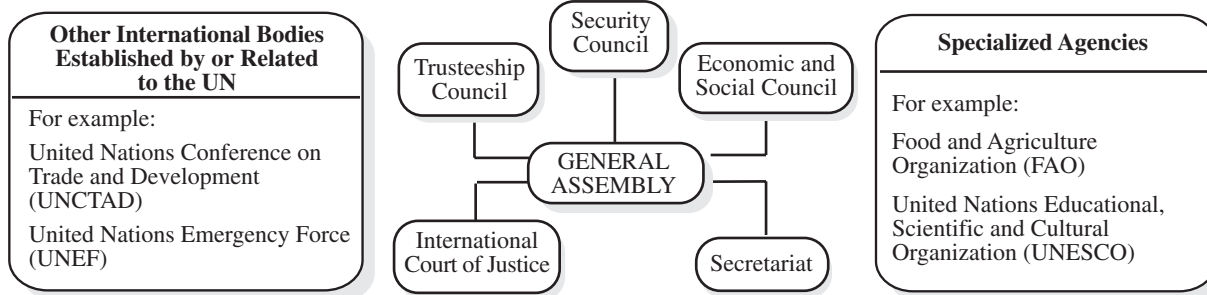 Other International Bodies
Established by or Related
to the UN
For example:
United Nations Conference on
Trade and Development
(UNCTAD)
United Nations Emergency Force
(UNEF)
Security
Council
Trusteeship
Council
Economic and
Social Council
GENERAL
ASSEMBLY
International
Court of Justice
Secretariat
Specialized Agencies
For example:
Food and Agriculture
Organization (FAO)
United Nations Educational,
Scientific and Cultural
Organization (UNESCO)